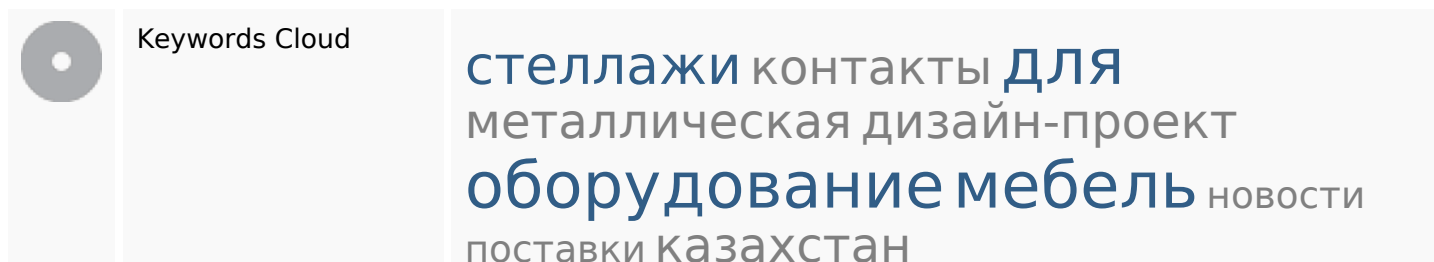 Keywords Cloud
стеллажи контакты для
металлическая дизайн-проект
оборудование мебель новости
поставки казахстан